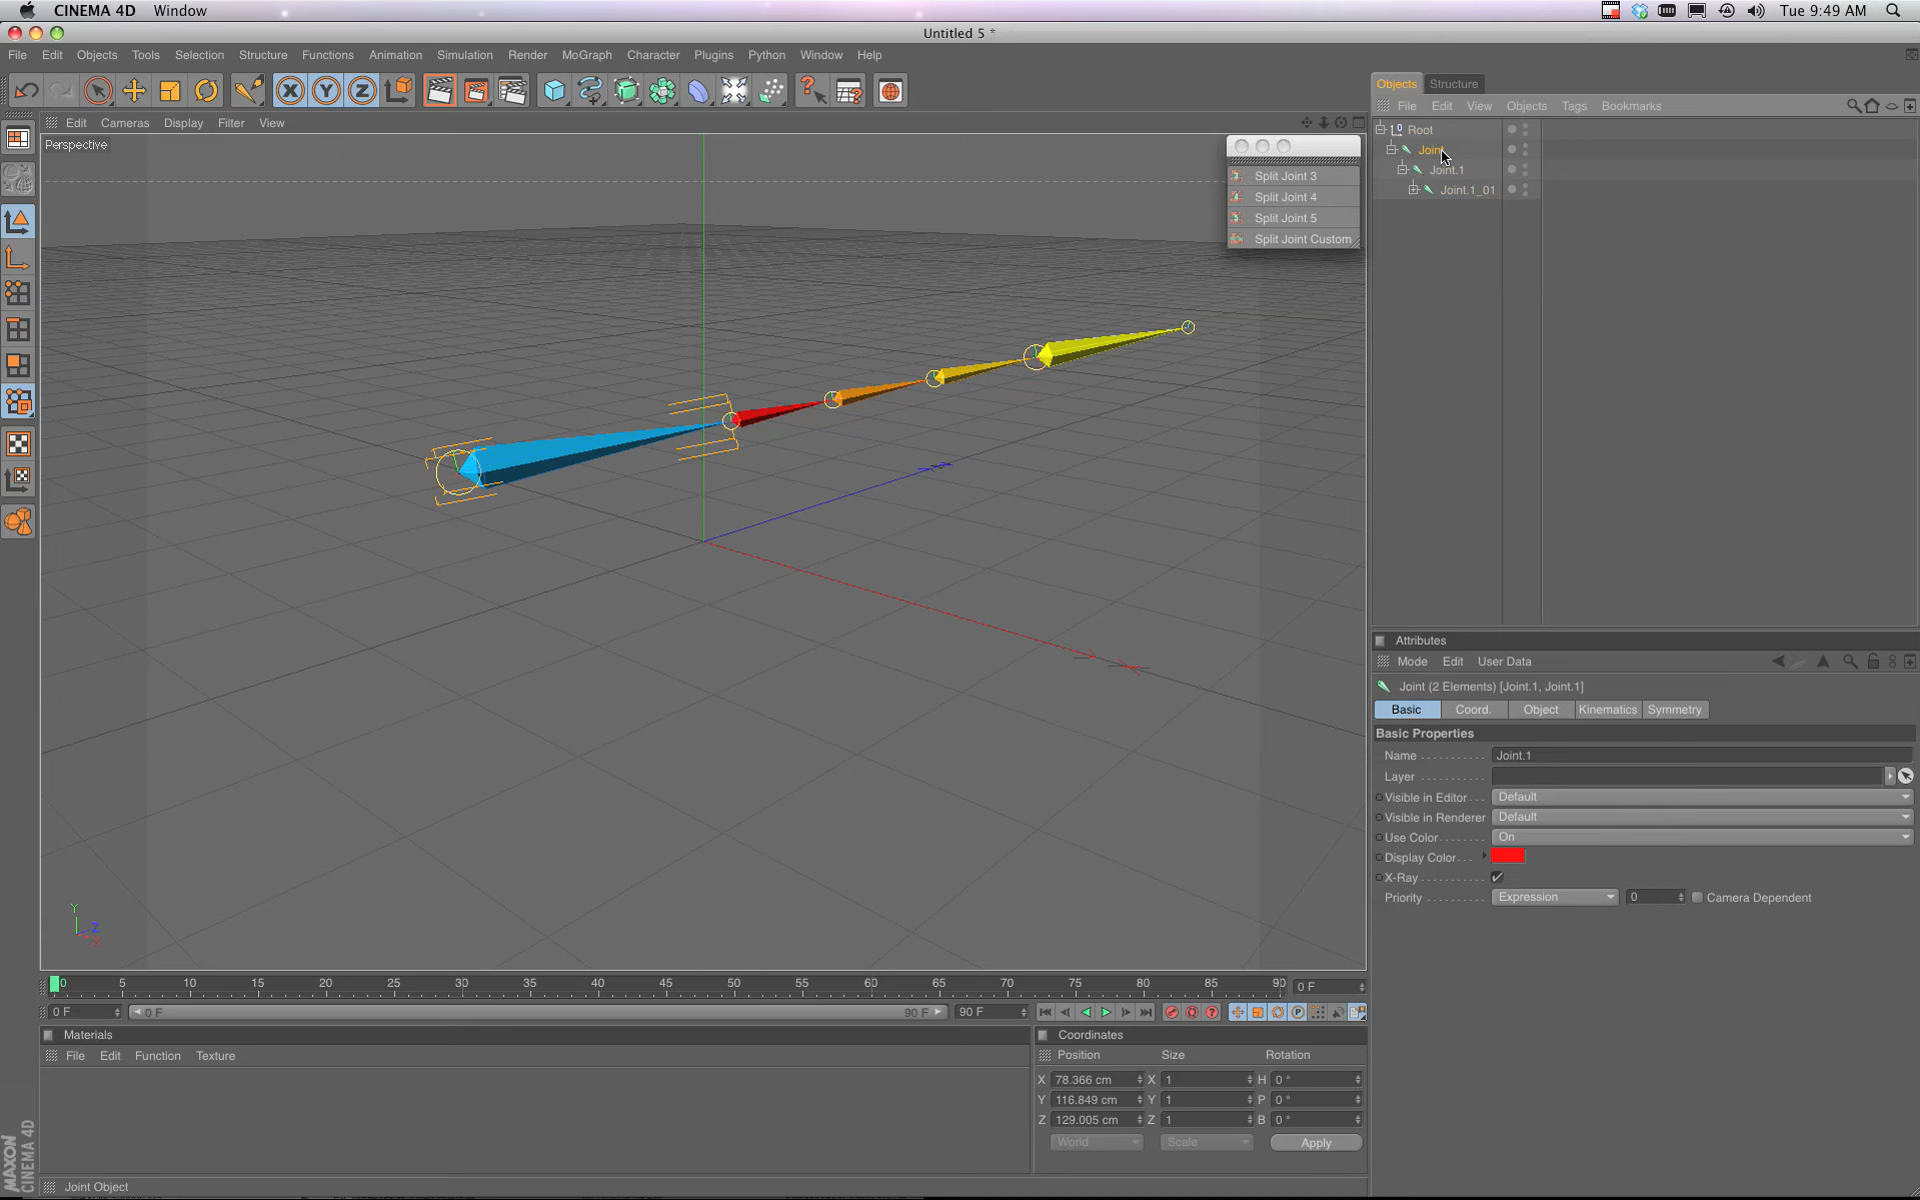 CINEMA 4D Window Tue 9:49 AM
Untitled 5 *
File Edit Objects Tools Selection Structure Functions Animation Simulation Render MoGraph Character Plugins Python Window Help
X Y Z
Objects Structure
File Edit View Objects Tags Bookmarks
Edit Cameras Display Filter View
Perspective
Split Joint 3
Split Joint 4
Split Joint 5
Split Joint Custom
0 Root
Joint
Joint.1
Joint.1_01
Y
Z
X
Attributes
Mode Edit User Data
Joint (2 Elements) [Joint.1, Joint.1]
Basic Coord. Object Kinematics Symmetry
Basic Properties
Name Joint.1
Layer
Visible in Editor Default
Visible in Renderer Default
Use Color On
Display Color
X-Ray
Priority Expression 0 Camera Dependent
0 5 10 15 20 25 30 35 40 45 50 55 60 65 70 75 80 85 90 0 F
0 F 0 F 90 F 90 F P
Materials
File Edit Function Texture
Coordinates
Position Size Rotation
X 78.366 cm X 1 H 0 °
Y 116.849 cm Y 1 P 0 °
Z 129.005 cm Z 1 B 0 °
World Scale Apply
MAXON
CINEMA 4D
Joint Object